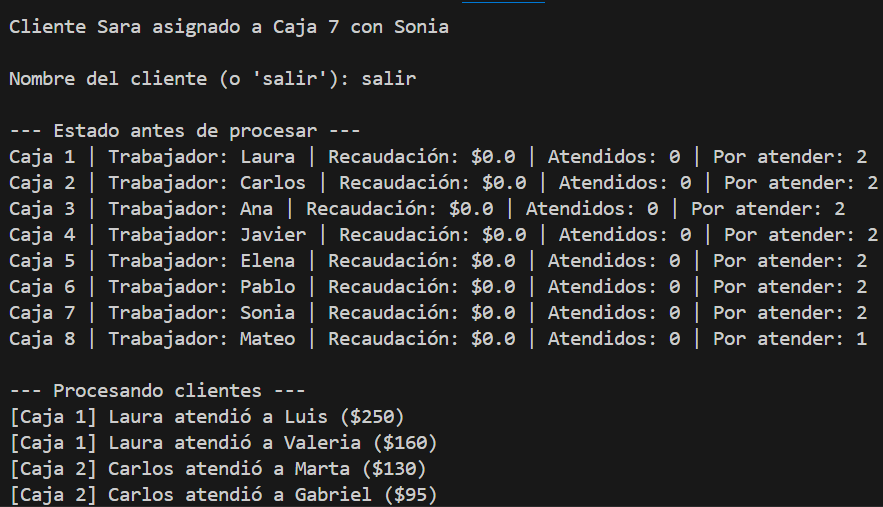 Cliente Sara asignado a Caja 7 con Sonia
Nombre del cliente (o 'salir'): salir
--- Estado antes de procesar ---
Caja 1 | Trabajador: Laura | Recaudación: $0.0 | Atendidos: 0 | Por atender: 2
Caja 2 | Trabajador: Carlos | Recaudación: $0.0 | Atendidos: 0 | Por atender: 2
Caja 3 | Trabajador: Ana | Recaudación: $0.0 | Atendidos: 0 | Por atender: 2
Caja 4 | Trabajador: Javier | Recaudación: $0.0 | Atendidos: 0 | Por atender: 2
Caja 5 | Trabajador: Elena | Recaudación: $0.0 | Atendidos: 0 | Por atender: 2
Caja 6 | Trabajador: Pablo | Recaudación: $0.0 | Atendidos: 0 | Por atender: 2
Caja 7 | Trabajador: Sonia | Recaudación: $0.0 | Atendidos: 0 | Por atender: 2
Caja 8 | Trabajador: Mateo | Recaudación: $0.0 | Atendidos: 0 | Por atender: 1
--- Procesando clientes ---
[Caja 1] Laura atendió a Luis ($250)
[Caja 1] Laura atendió a Valeria ($160)
[Caja 2] Carlos atendió a Marta ($130)
[Caja 2] Carlos atendió a Gabriel ($95)